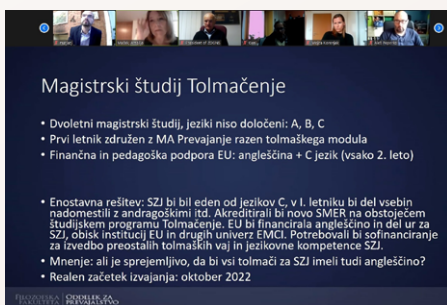 Magistrski študij Tolmačenje
• Dvoletni magistrski študij, jeziki niso določeni: A, B, C
• Prvi letnik združen z MA Prevajanje razen tolmaškega modula
• Finančna in pedagoška podpora EU: angleščina + C jezik (vsako 2. leto)
• Enostavna rešitev: SZJ bi bil eden od jezikov C, v I. letniku bi del vsebin
nadomestili z andragoškimi itd. Akreditirali bi novo SMER na obstoječem
študijskem programu Tolmačenje. EU bi financirala angleščino in del ur za
SZJ, obisk institucij EU in drugih univerz EMCI. Potrebovali bi sofinanciranje
za izvedbo preostalih tolmaških vaj in jezikovne kompetence SZJ.
• Mnenje: ali je sprejemljivo, da bi vsi tolmači za SZJ imeli tudi angleščino?
• Realen začetek izvajanja: oktober 2022
FILOZOFSKA ODDELEK ZA
FAKULTETA PREVAJALSTVO